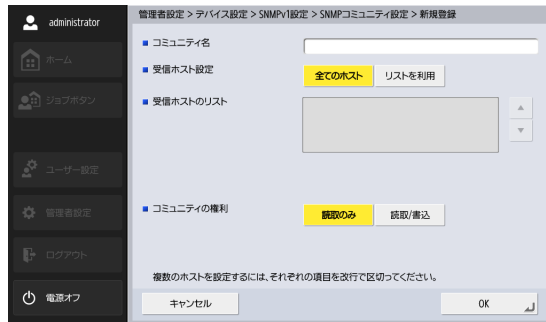 administrator
ホーム
ジョブボタン
ユーザー設定
管理者設定
ログアウト
電源オフ
管理者設定 > デバイス設定 > SNMPv1設定 > SNMPコミュニティ設定 > 新規登録
コミュニティ名
受信ホスト設定
全てのホスト リストを利用
受信ホストのリスト
コミュニティの権利
読取のみ 読取/書込
複数のホストを設定するには、それぞれの項目を改行で区切ってください。
キャンセル OK